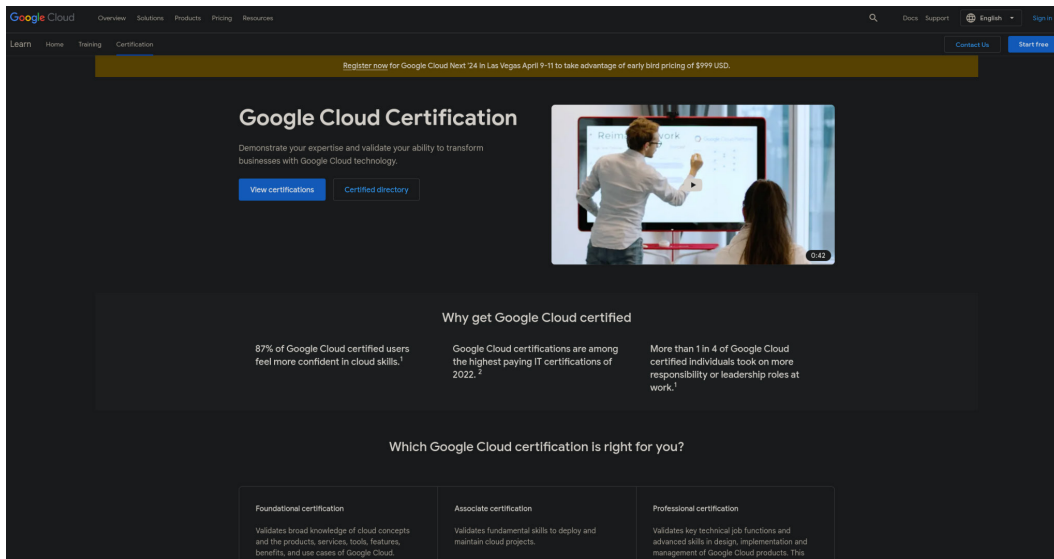 Google Cloud
Overview Solutions Products Pricing Resources
Docs Support English Sign in
Learn Home Training Certification
Contact Us Start free
Register now for Google Cloud Next '24 in Las Vegas April 9-11 to take advantage of early bird pricing of $999 USD.
Google Cloud Certification
Demonstrate your expertise and validate your ability to transform
businesses with Google Cloud technology.
View certifications Certified directory
Reim work Google Cloud
0:42
Why get Google Cloud certified
87% of Google Cloud certified users
feel more confident in cloud skills.1
Google Cloud certifications are among
the highest paying IT certifications of
2022. 2
More than 1 in 4 of Google Cloud
certified individuals took on more
responsibility or leadership roles at
work.1
Which Google Cloud certification is right for you?
Foundational certification
Validates broad knowledge of cloud concepts
and the products, services, tools, features,
benefits, and use cases of Google Cloud.
Associate certification
Validates fundamental skills to deploy and
maintain cloud projects.
Professional certification
Validates key technical job functions and
advanced skills in design, implementation and
management of Google Cloud products. This